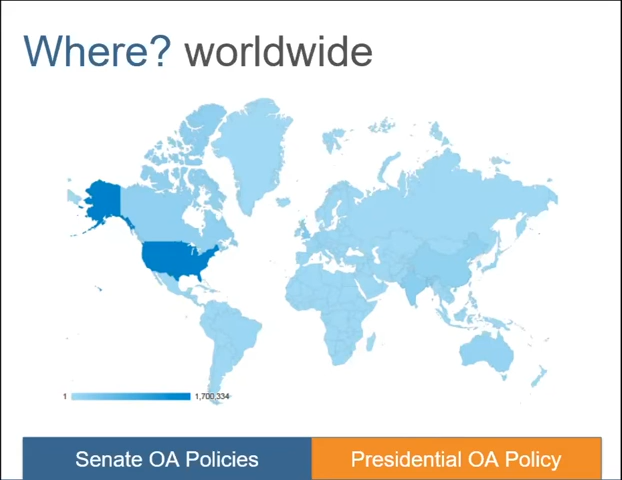 Where? worldwide
1 1,700,334
Senate OA Policies
Presidential OA Policy